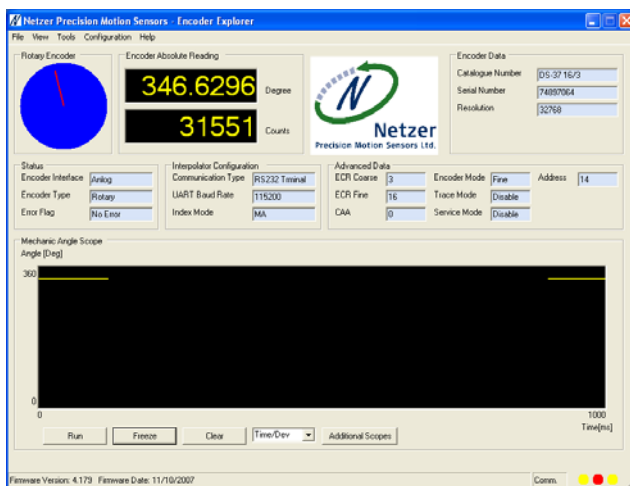 Netzer Precision Motion Sensors - Encoder Explorer
File View Tools Configuration Help
Rotary Encoder
Encoder Absolute Reading
346.6296 Degree
31551 Counts
Netzer
Precision Motion Sensors Ltd.
Encoder Data
Catalogue Number DS-37 16/3
Serial Number 74897064
Resolution 32768
Status
Encoder Interface Anlog
Encoder Type Rotary
Error Flag No Error
Interpolator Configuration
Communication Type RS232 Tminal
UART Baud Rate 115200
Index Mode MA
Advanced Data
ECR Coarse 3 Encoder Mode Fine Address 14
ECR Fine 16 Trace Mode Disable
CAA 0 Service Mode Disable
Mechanic Angle Scope
Angle [Deg]
360
0
0 1000
Time[ms]
Run Freeze Clear Time/Dev Additional Scopes
Firmware Version: 4.179 Firmware Date: 11/10/2007 Comm.